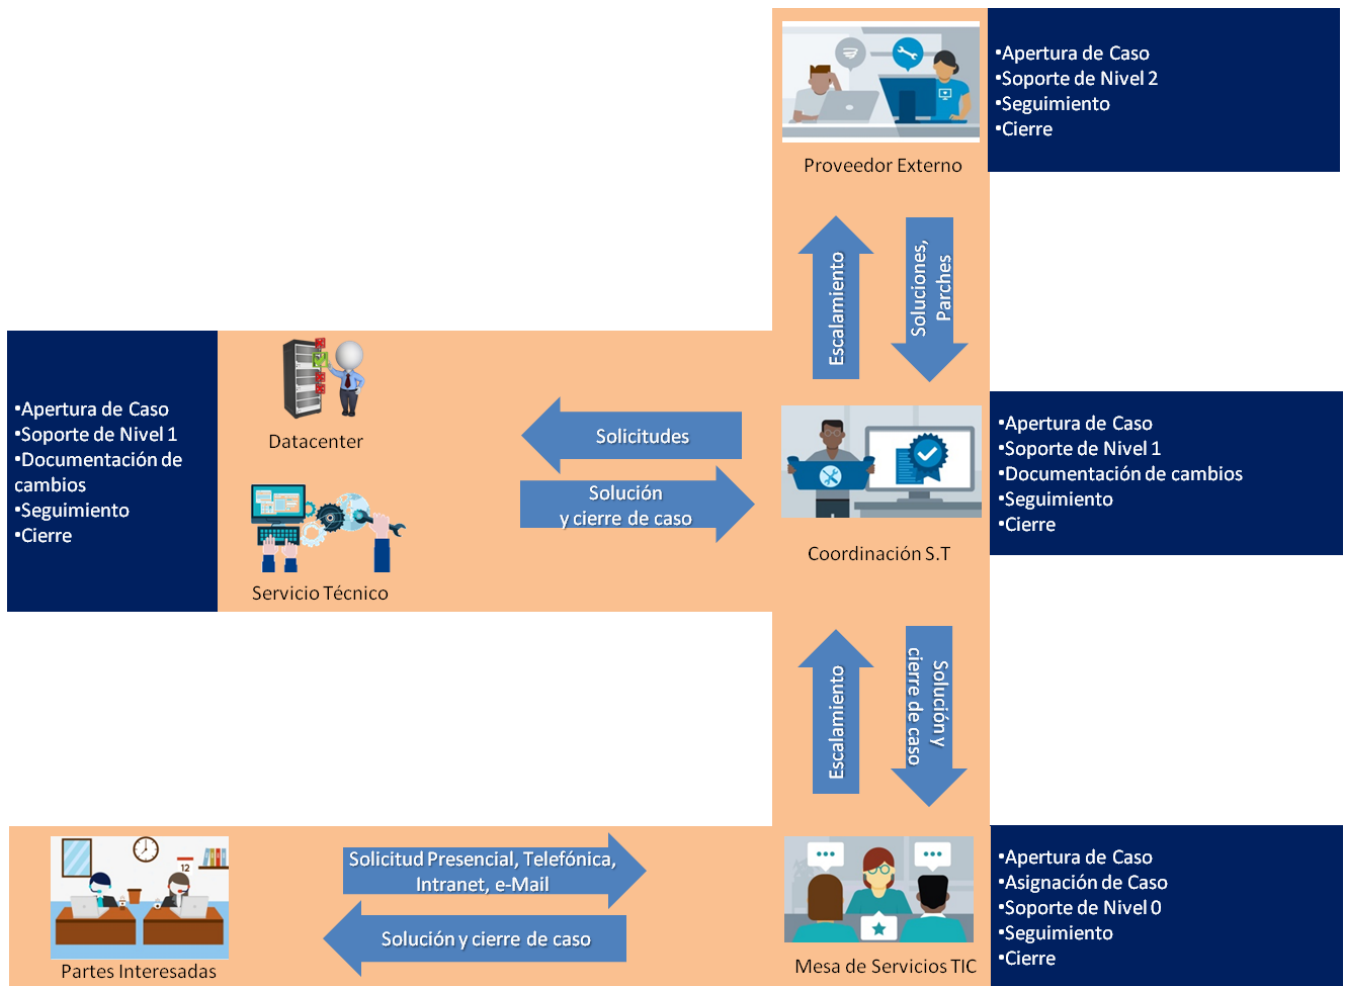 •Apertura de Caso
•Soporte de Nivel 2
•Seguimiento
•Cierre
Proveedor Externo
Escalamiento
Soluciones,
Parches
•Apertura de Caso
•Soporte de Nivel 1
•Documentación de
cambios
•Seguimiento
•Cierre
Datacenter
Servicio Técnico
Solicitudes
Solución
y cierre de caso
Coordinación S.T
•Apertura de Caso
•Soporte de Nivel 1
•Documentación de cambios
•Seguimiento
•Cierre
Escalamiento
Solución y
cierre de caso
12
Partes Interesadas
Solicitud Presencial, Telefónica,
Intranet, e-Mail
Solución y cierre de caso
Mesa de Servicios TIC
•Apertura de Caso
•Asignación de Caso
•Soporte de Nivel 0
•Seguimiento
•Cierre